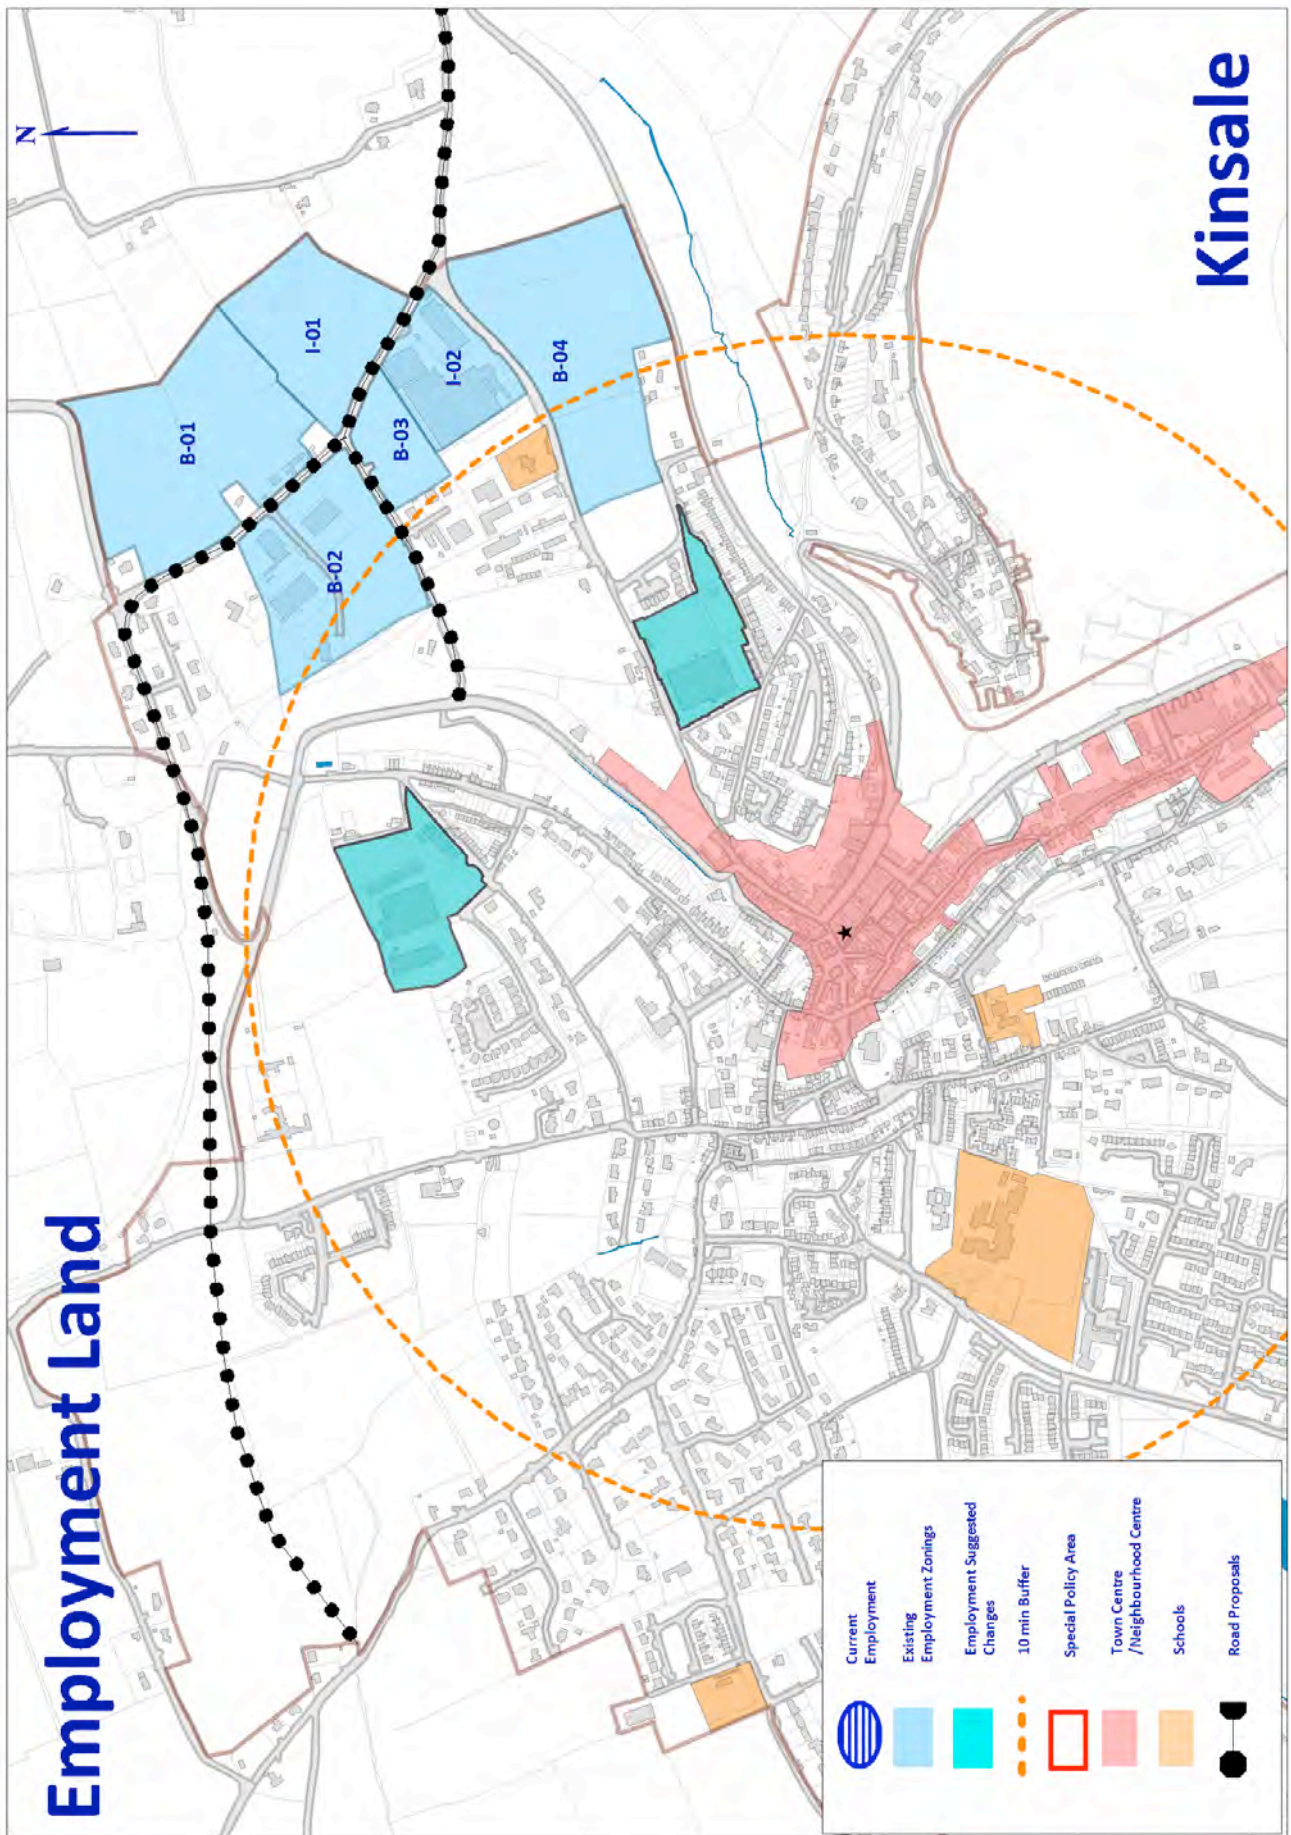 Employment Land
N
B-01
I-01
B-02
B-03
I-02
B-04
Kinsale
Current
Employment
Existing
Employment Zonings
Employment Suggested
Changes
10 min Buffer
Special Policy Area
Town Centre
/Neighbourhood Centre
Schools
Road Proposals